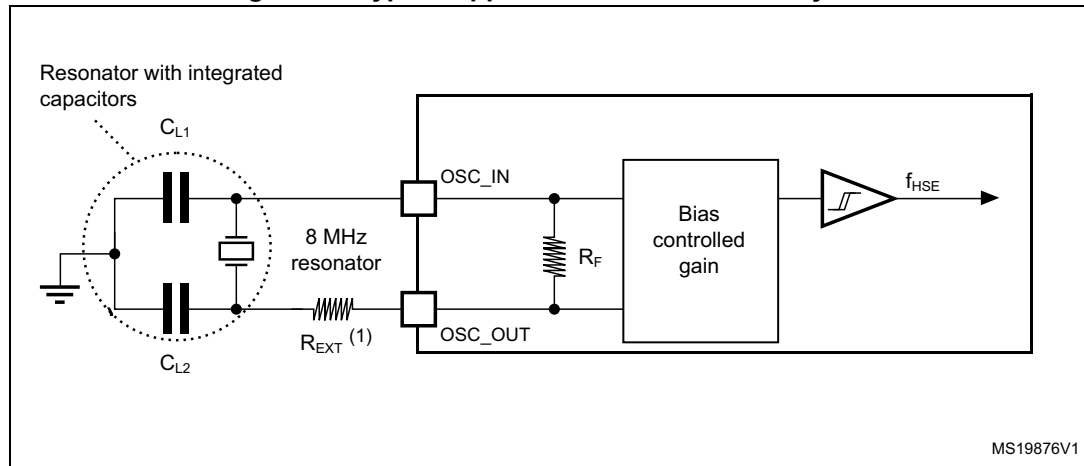 Resonator with integrated
capacitors
CL1
OSC_IN
fHSE
8 MHz
resonator
RF
Bias
controlled
gain
REXT (1)
OSC_OUT
CL2
MS19876V1